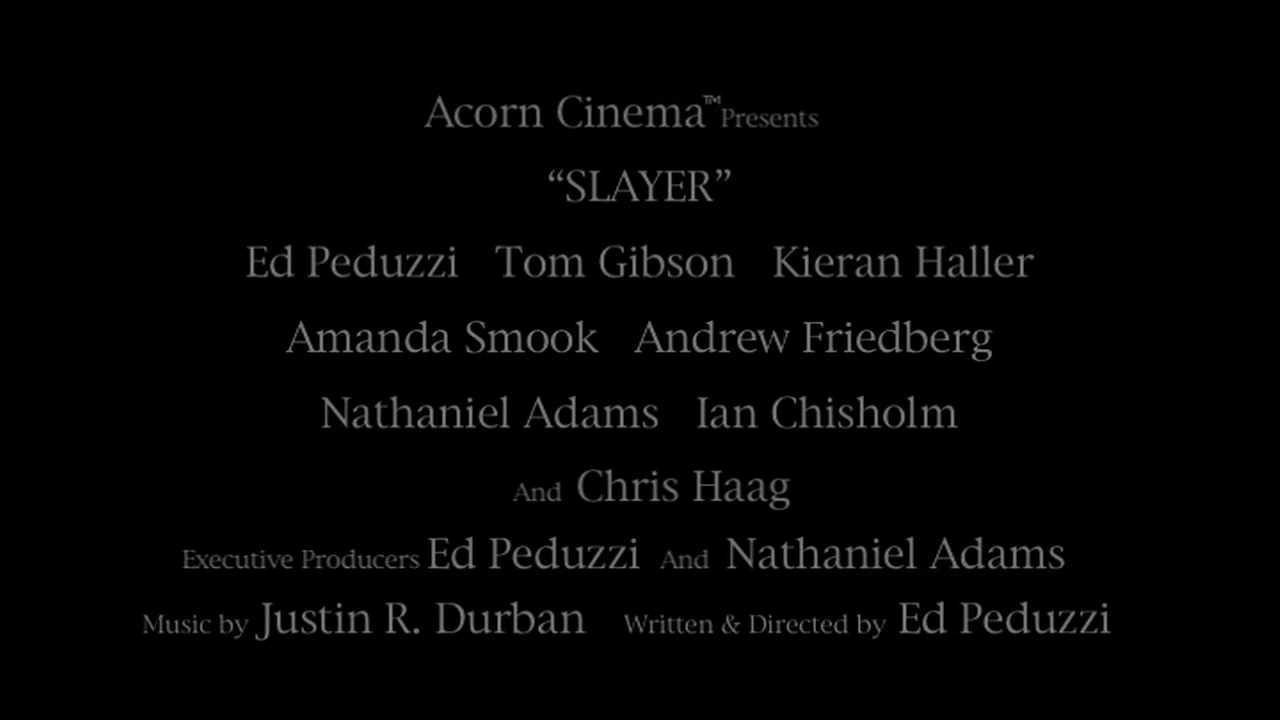 Acorn Cinema™ Presents
“SLAYER”
Ed Peduzzi Tom Gibson Kieran Haller
Amanda Smook Andrew Friedberg
Nathaniel Adams Ian Chisholm
And Chris Haag
Executive Producers Ed Peduzzi And Nathaniel Adams
Music by Justin R. Durban Written & Directed by Ed Peduzzi